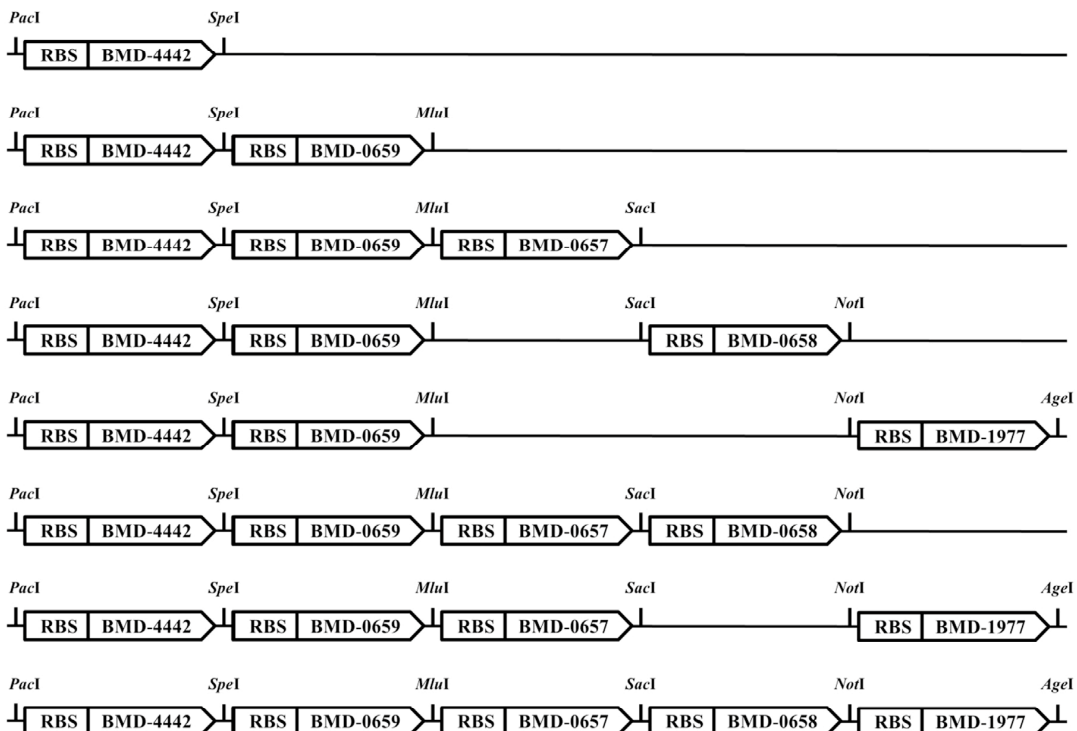 PacI SpeI
RBS BMD-4442
PacI SpeI MluI
RBS BMD-4442 RBS BMD-0659
PacI SpeI MluI SacI
RBS BMD-4442 RBS BMD-0659 RBS BMD-0657
PacI SpeI MluI SacI NotI
RBS BMD-4442 RBS BMD-0659 RBS BMD-0658
PacI SpeI MluI NotI AgeI
RBS BMD-4442 RBS BMD-0659 RBS BMD-1977
PacI SpeI MluI SacI NotI
RBS BMD-4442 RBS BMD-0659 RBS BMD-0657 RBS BMD-0658
PacI SpeI MluI SacI NotI AgeI
RBS BMD-4442 RBS BMD-0659 RBS BMD-0657 RBS BMD-1977
PacI SpeI MluI SacI NotI AgeI
RBS BMD-4442 RBS BMD-0659 RBS BMD-0657 RBS BMD-0658 RBS BMD-1977